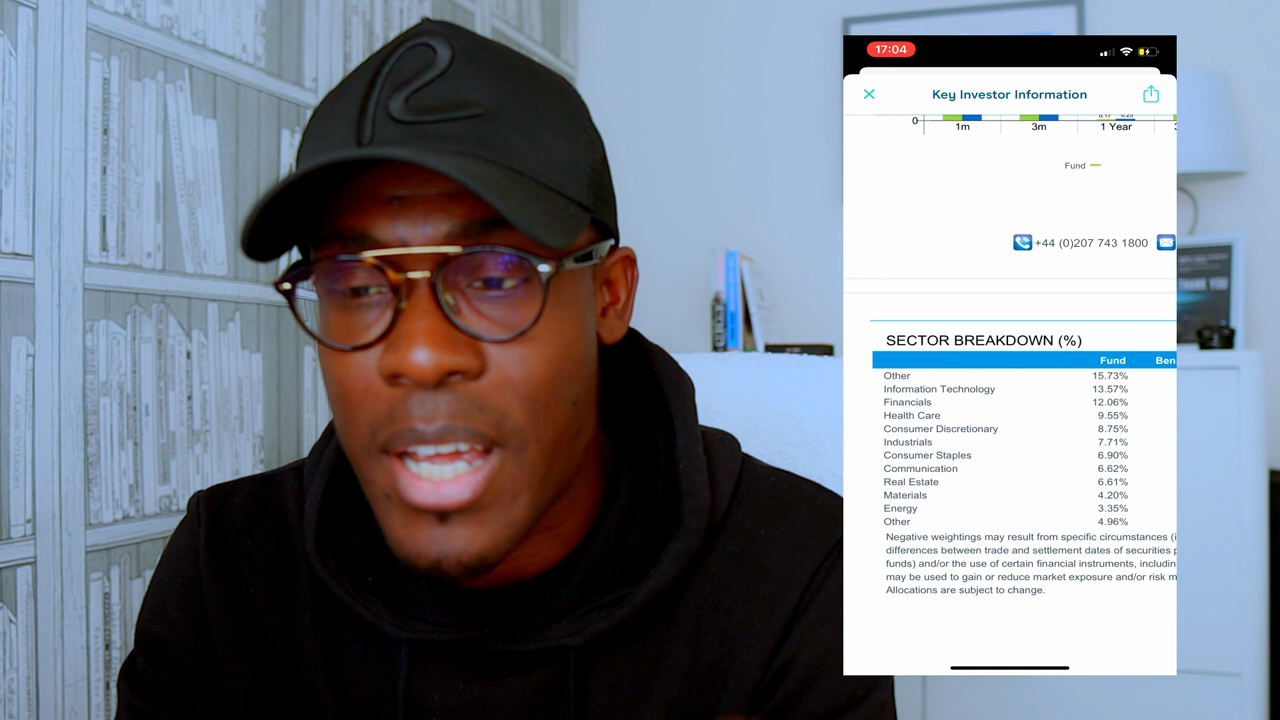 17:04
Key Investor Information
0
1m
3m
1 Year
Fund
+44 (0)207 743 1800
SECTOR BREAKDOWN (%)
Fund Ben
Other 15.73%
Information Technology 13.57%
Financials 12.06%
Health Care 9.55%
Consumer Discretionary 8.75%
Industrials 7.71%
Consumer Staples 6.90%
Communication 6.62%
Real Estate 6.61%
Materials 4.20%
Energy 3.35%
Other 4.96%
Negative weightings may result from specific circumstances (i
differences between trade and settlement dates of securities p
funds) and/or the use of certain financial instruments, includin
may be used to gain or reduce market exposure and/or risk m
Allocations are subject to change.
THANK YOU